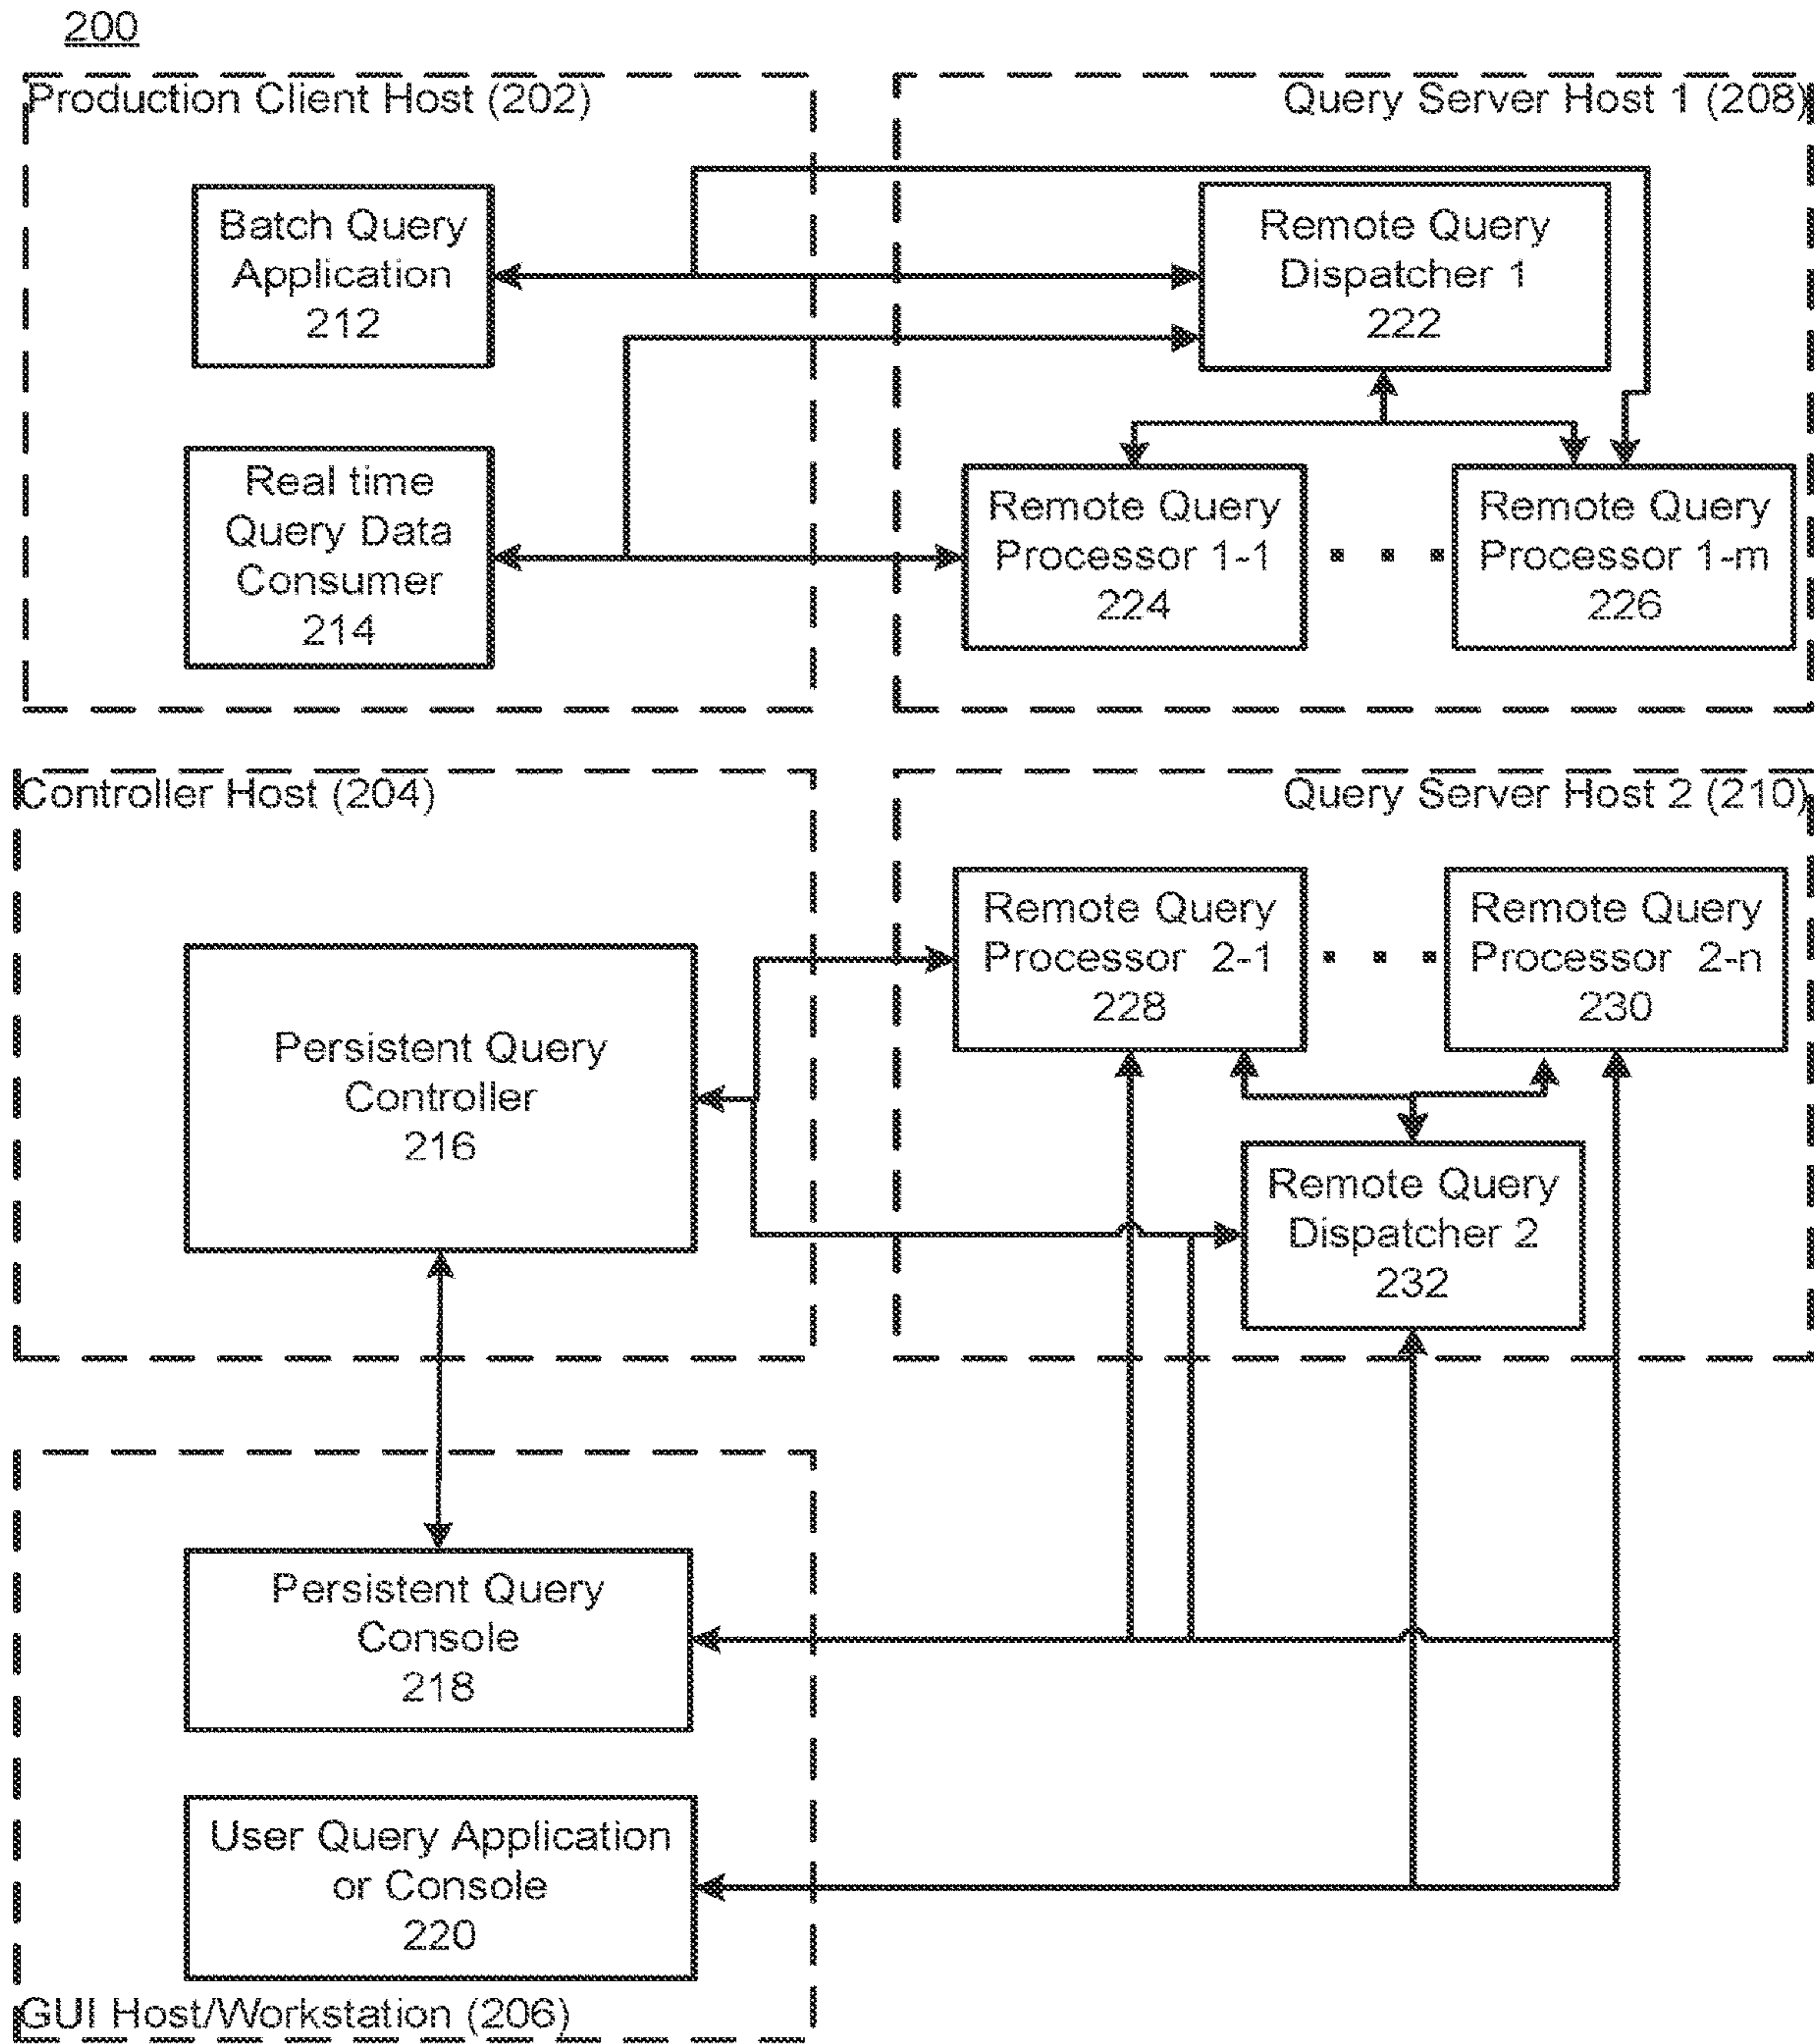 200
Production Client Host (202)
Query Server Host 1 (208)
Batch Query
Application
212
Remote Query
Dispatcher 1
222
Real time
Query Data
Consumer
214
Remote Query
Processor 1-1
224
Remote Query
Processor 1-m
226
Controller Host (204)
Query Server Host 2 (210)
Remote Query
Processor 2-1
228
Remote Query
Processor 2-n
230
Persistent Query
Controller
216
Remote Query
Dispatcher 2
232
Persistent Query
Console
218
User Query Application
or Console
220
GUI Host/Workstation (206)